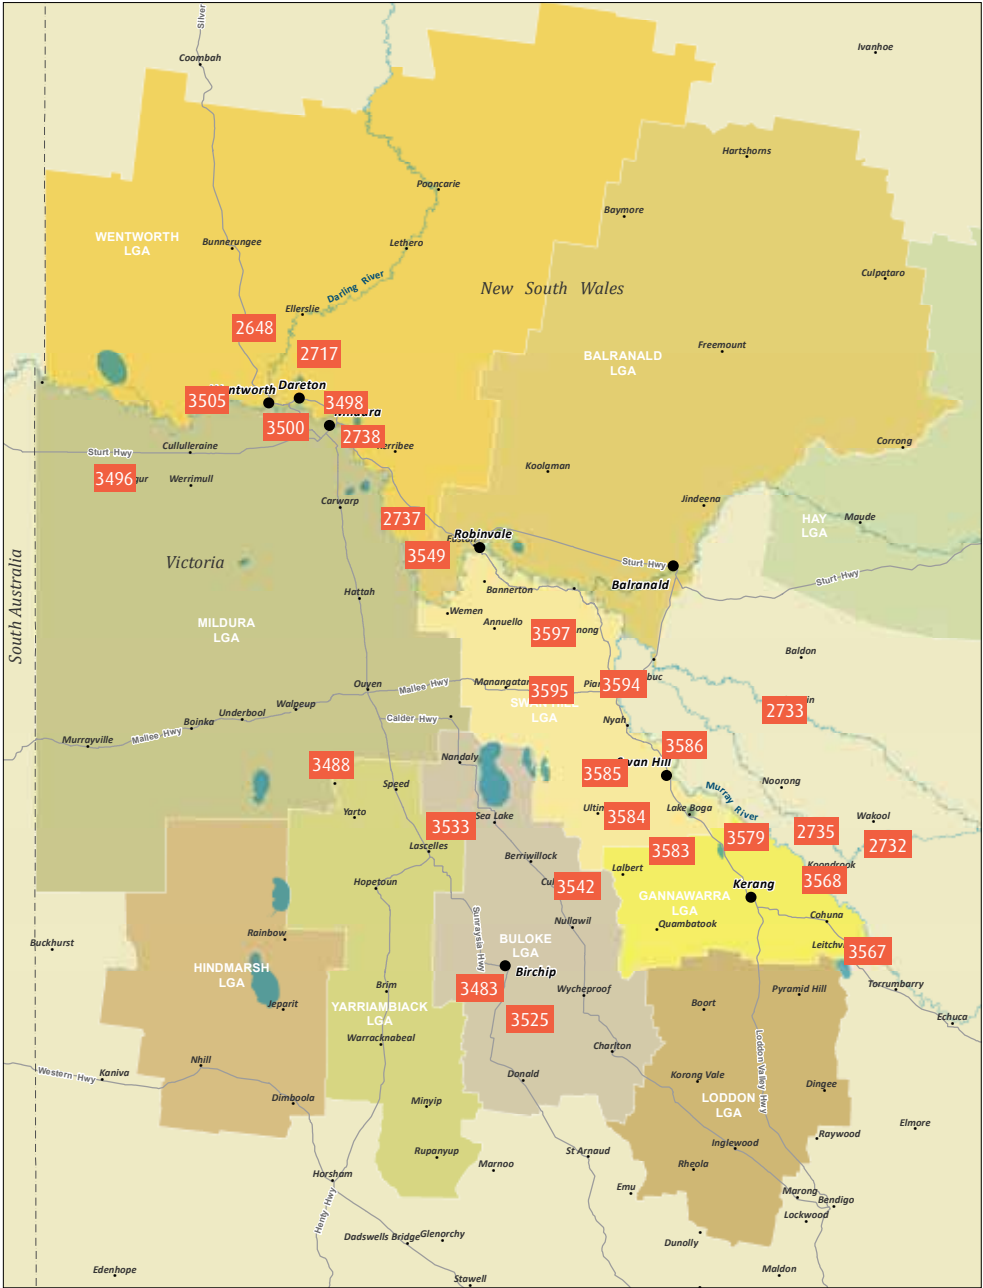 Silver
Ivanhoe
Coombah
Hartshorns
Pooncarie
Baymore
WENTWORTH
LGA
Bunnerungee
Lethero
Culpataro
Darling River
New South Wales
Ellerslie
2648
2717
Freemount
BALRANALD
LGA
3505
ntworth
Dareton
3498
3500
2738
Cullulleraine
Sturt Hwy
Corrong
Koolaman
3496
Werrimull
Carwarp
Jindeena
Maude
HAY
LGA
2737
Robinvale
3549
Victoria
Sturt Hwy
Balranald
Sturt Hwy
Hattah
Bannerton
Wemen
Annuello
3597
nong
MILDURA
LGA
South Australia
Baldon
Ouyen
Mallee Hwy
Manangatang
3595
3594
LGA
2733
Walpeup
Underbool
Boinka
Calder Hwy
Nyah
Murrayville
Mallee Hwy
3586
3488
Nandaly
wan Hill
3585
Speed
Noorong
Murray River
Yarto
Sea Lake
3533
3584
Lake Boga
3579
2735
Wakool
2732
Lascelles
Berriwillock
3583
Lalbert
Koondrook
3568
Hopetoun
3542
Kerang
GANNAWARRA
LGA
Sunraysia Hwy
Nullawil
Quambatook
Cohuna
Rainbow
Buckhurst
BULOKE
LGA
3567
HINDMARSH
LGA
Birchip
3483
Brim
Wycheproof
Pyramid Hill
Torrumbarry
Jeparit
YARRIAMBIACK
LGA
3525
Boort
Echuca
Warracknabeal
Charlton
Loddon Valley Hwy
Nhill
Western Hwy
Kaniva
Donald
Korong Vale
Dingee
LODDON
LGA
Dimboola
Minyip
Elmore
Raywood
Inglewood
Rupanyup
Marnoo
St Arnaud
Rheola
Horsham
Emu
Marong
Bendigo
Lockwood
Henty Hwy
Dadswells Bridge
Glenorchy
Dunolly
Edenhope
Stawell
Maldon